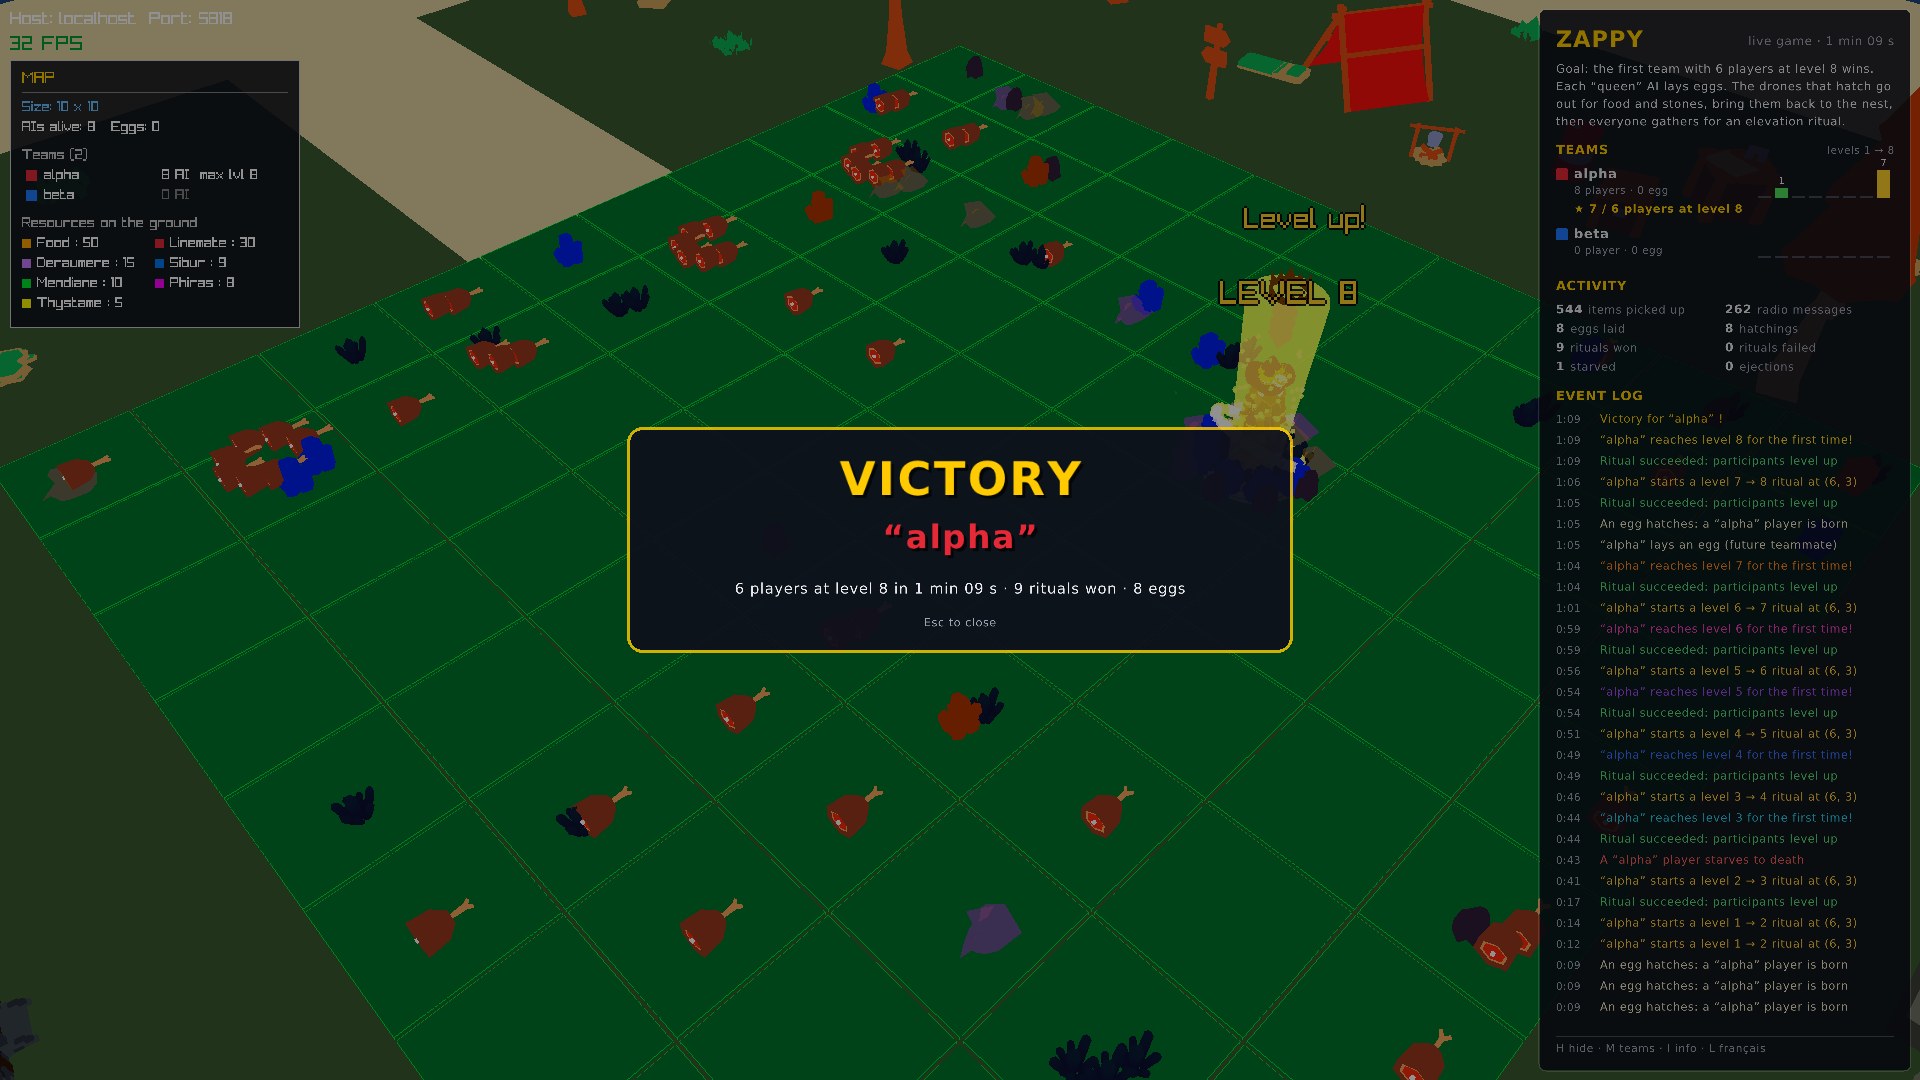 Host: localhost Port: 5818
32 FPS
MAP
Size: 10 x 10
AIs alive: 8 Eggs: 0
Teams (2)
alpha 8 AI max lvl 8
beta 0 AI
Resources on the ground
Food : 50 Linemate : 30
Deraumere : 15 Sibur : 9
Mendiane : 10 Phiras : 8
Thystame : 5
Level up!
LEVEL 8
VICTORY
“alpha”
6 players at level 8 in 1 min 09 s · 9 rituals won · 8 eggs
Esc to close
ZAPPY live game · 1 min 09 s
Goal: the first team with 6 players at level 8 wins.
Each “queen” AI lays eggs. The drones that hatch go
out for food and stones, bring them back to the nest,
then everyone gathers for an elevation ritual.
TEAMS levels 1 → 8
7
alpha
1
8 players · 0 egg
★ 7 / 6 players at level 8
beta
0 player · 0 egg
ACTIVITY
544 items picked up 262 radio messages
8 eggs laid 8 hatchings
9 rituals won 0 rituals failed
1 starved 0 ejections
EVENT LOG
1:09 Victory for “alpha” !
1:09 “alpha” reaches level 8 for the first time!
1:09 Ritual succeeded: participants level up
1:06 “alpha” starts a level 7 → 8 ritual at (6, 3)
1:05 Ritual succeeded: participants level up
1:05 An egg hatches: a “alpha” player is born
1:05 “alpha” lays an egg (future teammate)
1:04 “alpha” reaches level 7 for the first time!
1:04 Ritual succeeded: participants level up
1:01 “alpha” starts a level 6 → 7 ritual at (6, 3)
0:59 “alpha” reaches level 6 for the first time!
0:59 Ritual succeeded: participants level up
0:56 “alpha” starts a level 5 → 6 ritual at (6, 3)
0:54 “alpha” reaches level 5 for the first time!
0:54 Ritual succeeded: participants level up
0:51 “alpha” starts a level 4 → 5 ritual at (6, 3)
0:49 “alpha” reaches level 4 for the first time!
0:49 Ritual succeeded: participants level up
0:46 “alpha” starts a level 3 → 4 ritual at (6, 3)
0:44 “alpha” reaches level 3 for the first time!
0:44 Ritual succeeded: participants level up
0:43 A “alpha” player starves to death
0:41 “alpha” starts a level 2 → 3 ritual at (6, 3)
0:17 Ritual succeeded: participants level up
0:14 “alpha” starts a level 1 → 2 ritual at (6, 3)
0:12 “alpha” starts a level 1 → 2 ritual at (6, 3)
0:09 An egg hatches: a “alpha” player is born
0:09 An egg hatches: a “alpha” player is born
0:09 An egg hatches: a “alpha” player is born
H hide · M teams · I info · L français